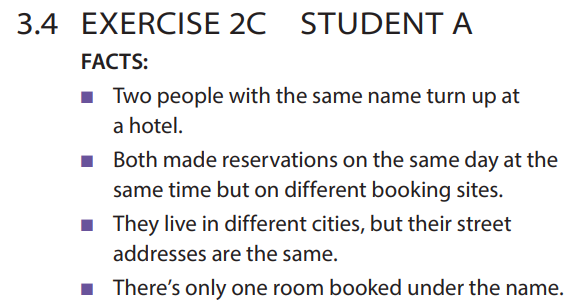 3.4 EXERCISE 2C STUDENT A
FACTS:
■ Two people with the same name turn up at
a hotel.
■ Both made reservations on the same day at the
same time but on different booking sites.
■ They live in different cities, but their street
addresses are the same.
■ There’s only one room booked under the name.